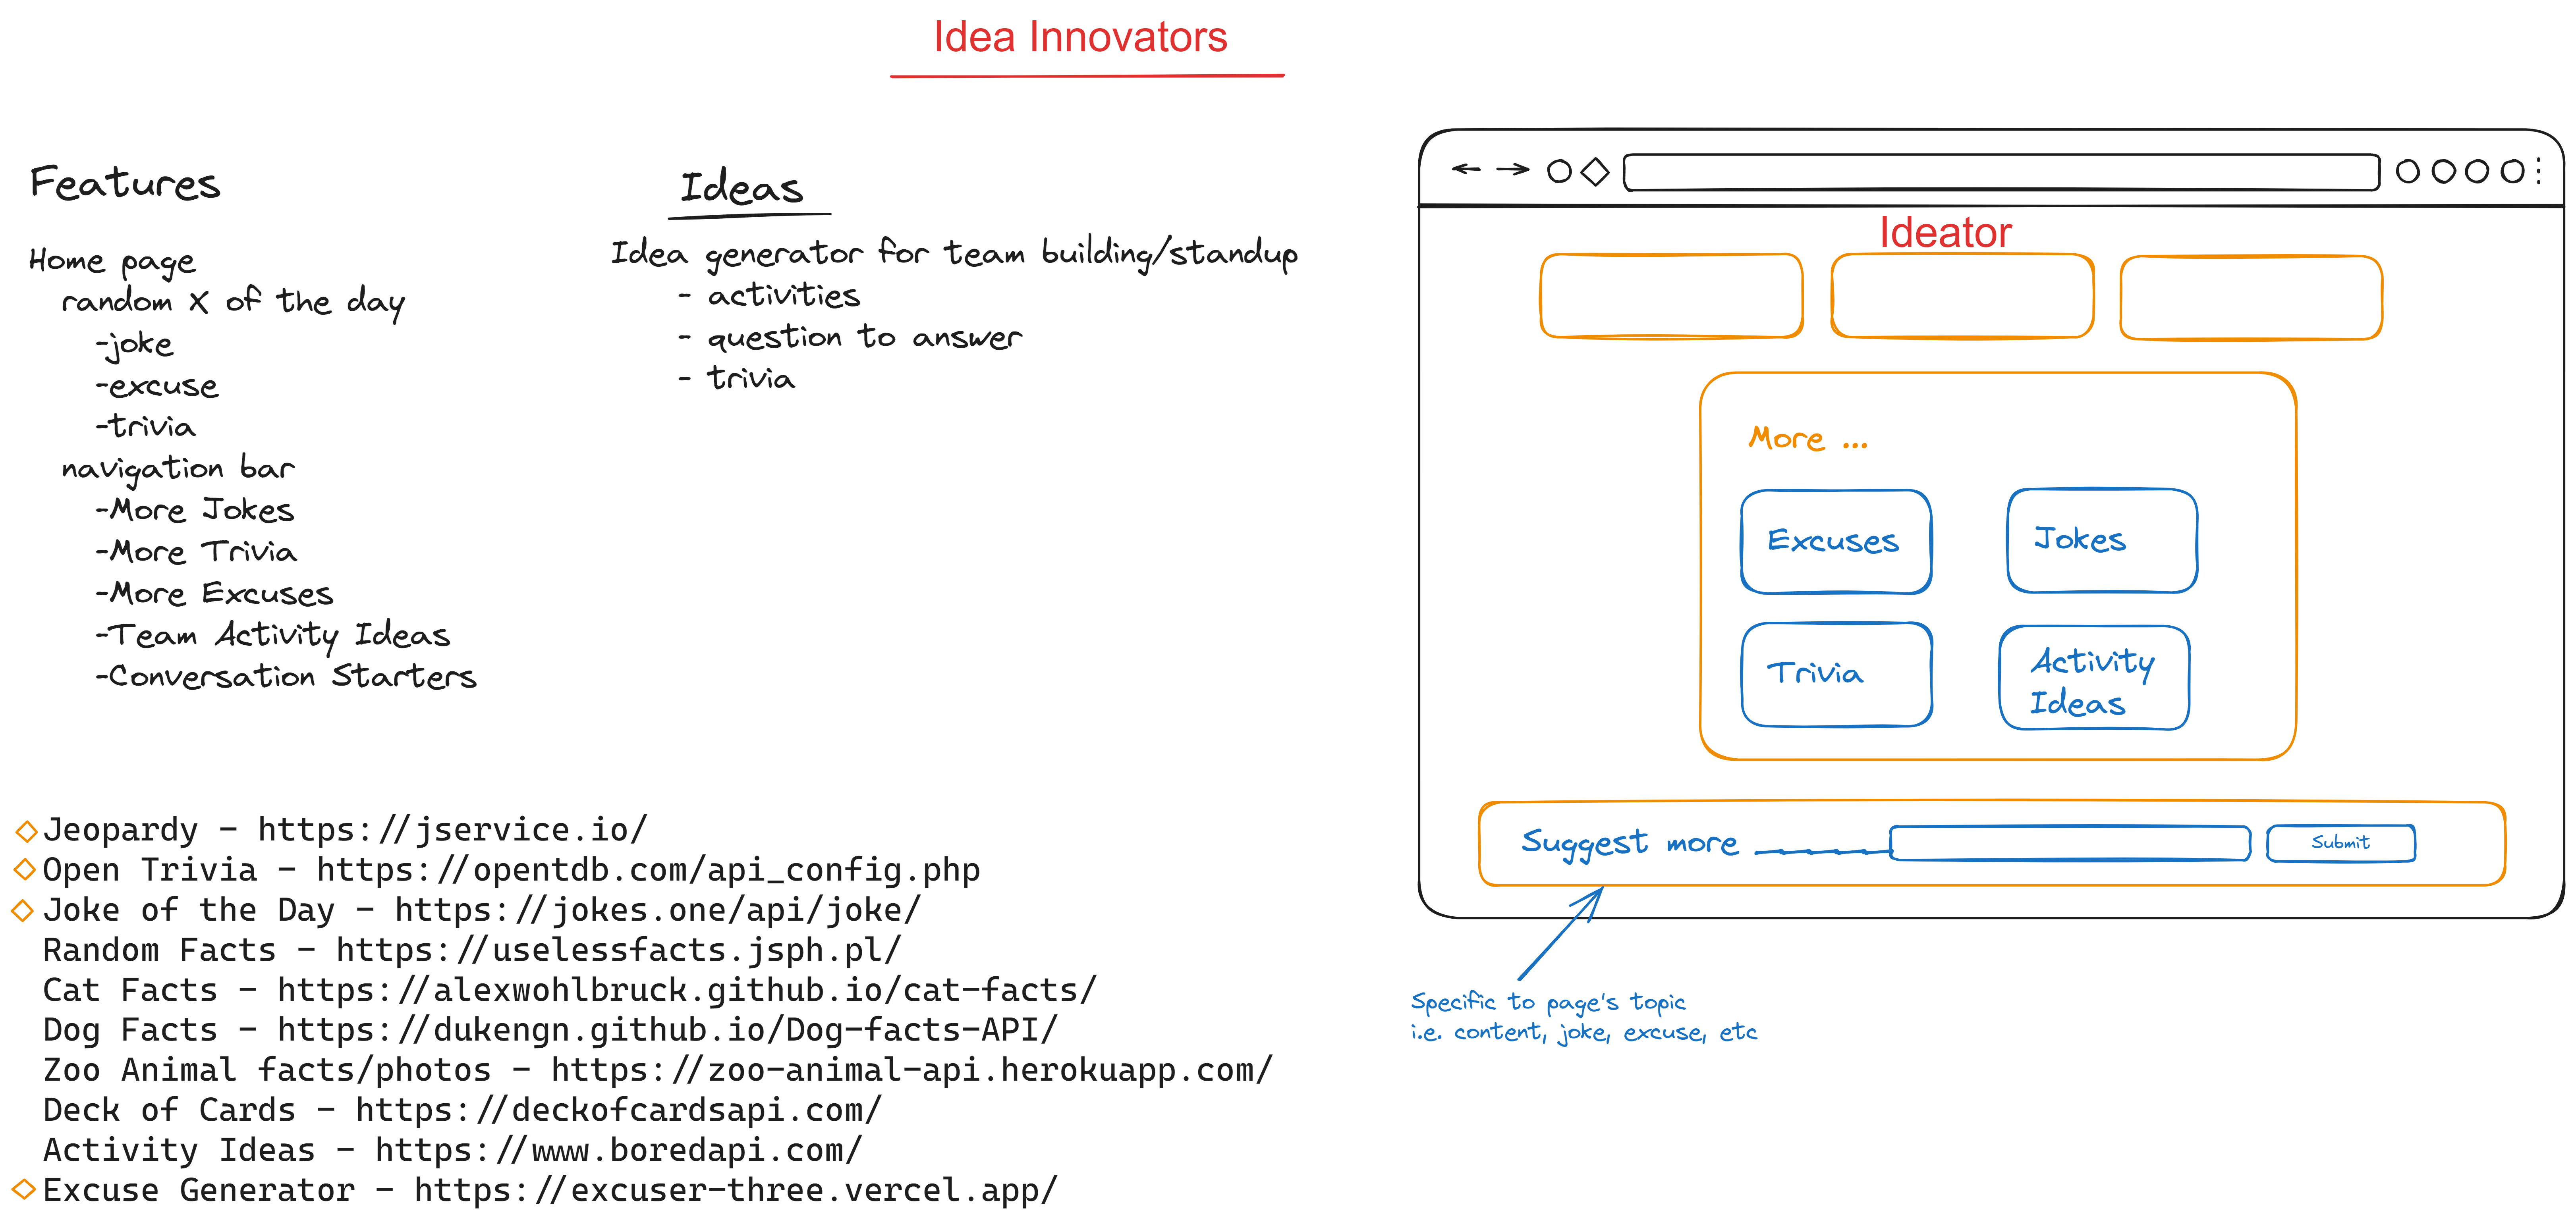 Idea Innovators
Features
Home page
random X of the day
-joke
-excuse
-trivia
navigation bar
-More Jokes
-More Trivia
-More Excuses
-Team Activity Ideas
-Conversation Starters
Ideas
Idea generator for team building/standup
- activities
- question to answer
- trivia
Jeopardy - https://jservice.io/
Open Trivia - https://opentdb.com/api_config.php
Joke of the Day - https://jokes.one/api/joke/
Random Facts - https://uselessfacts.jsph.pl/
Cat Facts - https://alexwohlbruck.github.io/cat-facts/
Dog Facts - https://dukengn.github.io/Dog-facts-API/
Zoo Animal facts/photos - https://zoo-animal-api.herokuapp.com/
Deck of Cards - https://deckofcardsapi.com/
Activity Ideas - https://www.boredapi.com/
Excuse Generator - https://excuser-three.vercel.app/
Ideator
More ...
Excuses
Jokes
Trivia
Activity
Ideas
Suggest more ______
Submit
Specific to page's topic
i.e. content, joke, excuse, etc